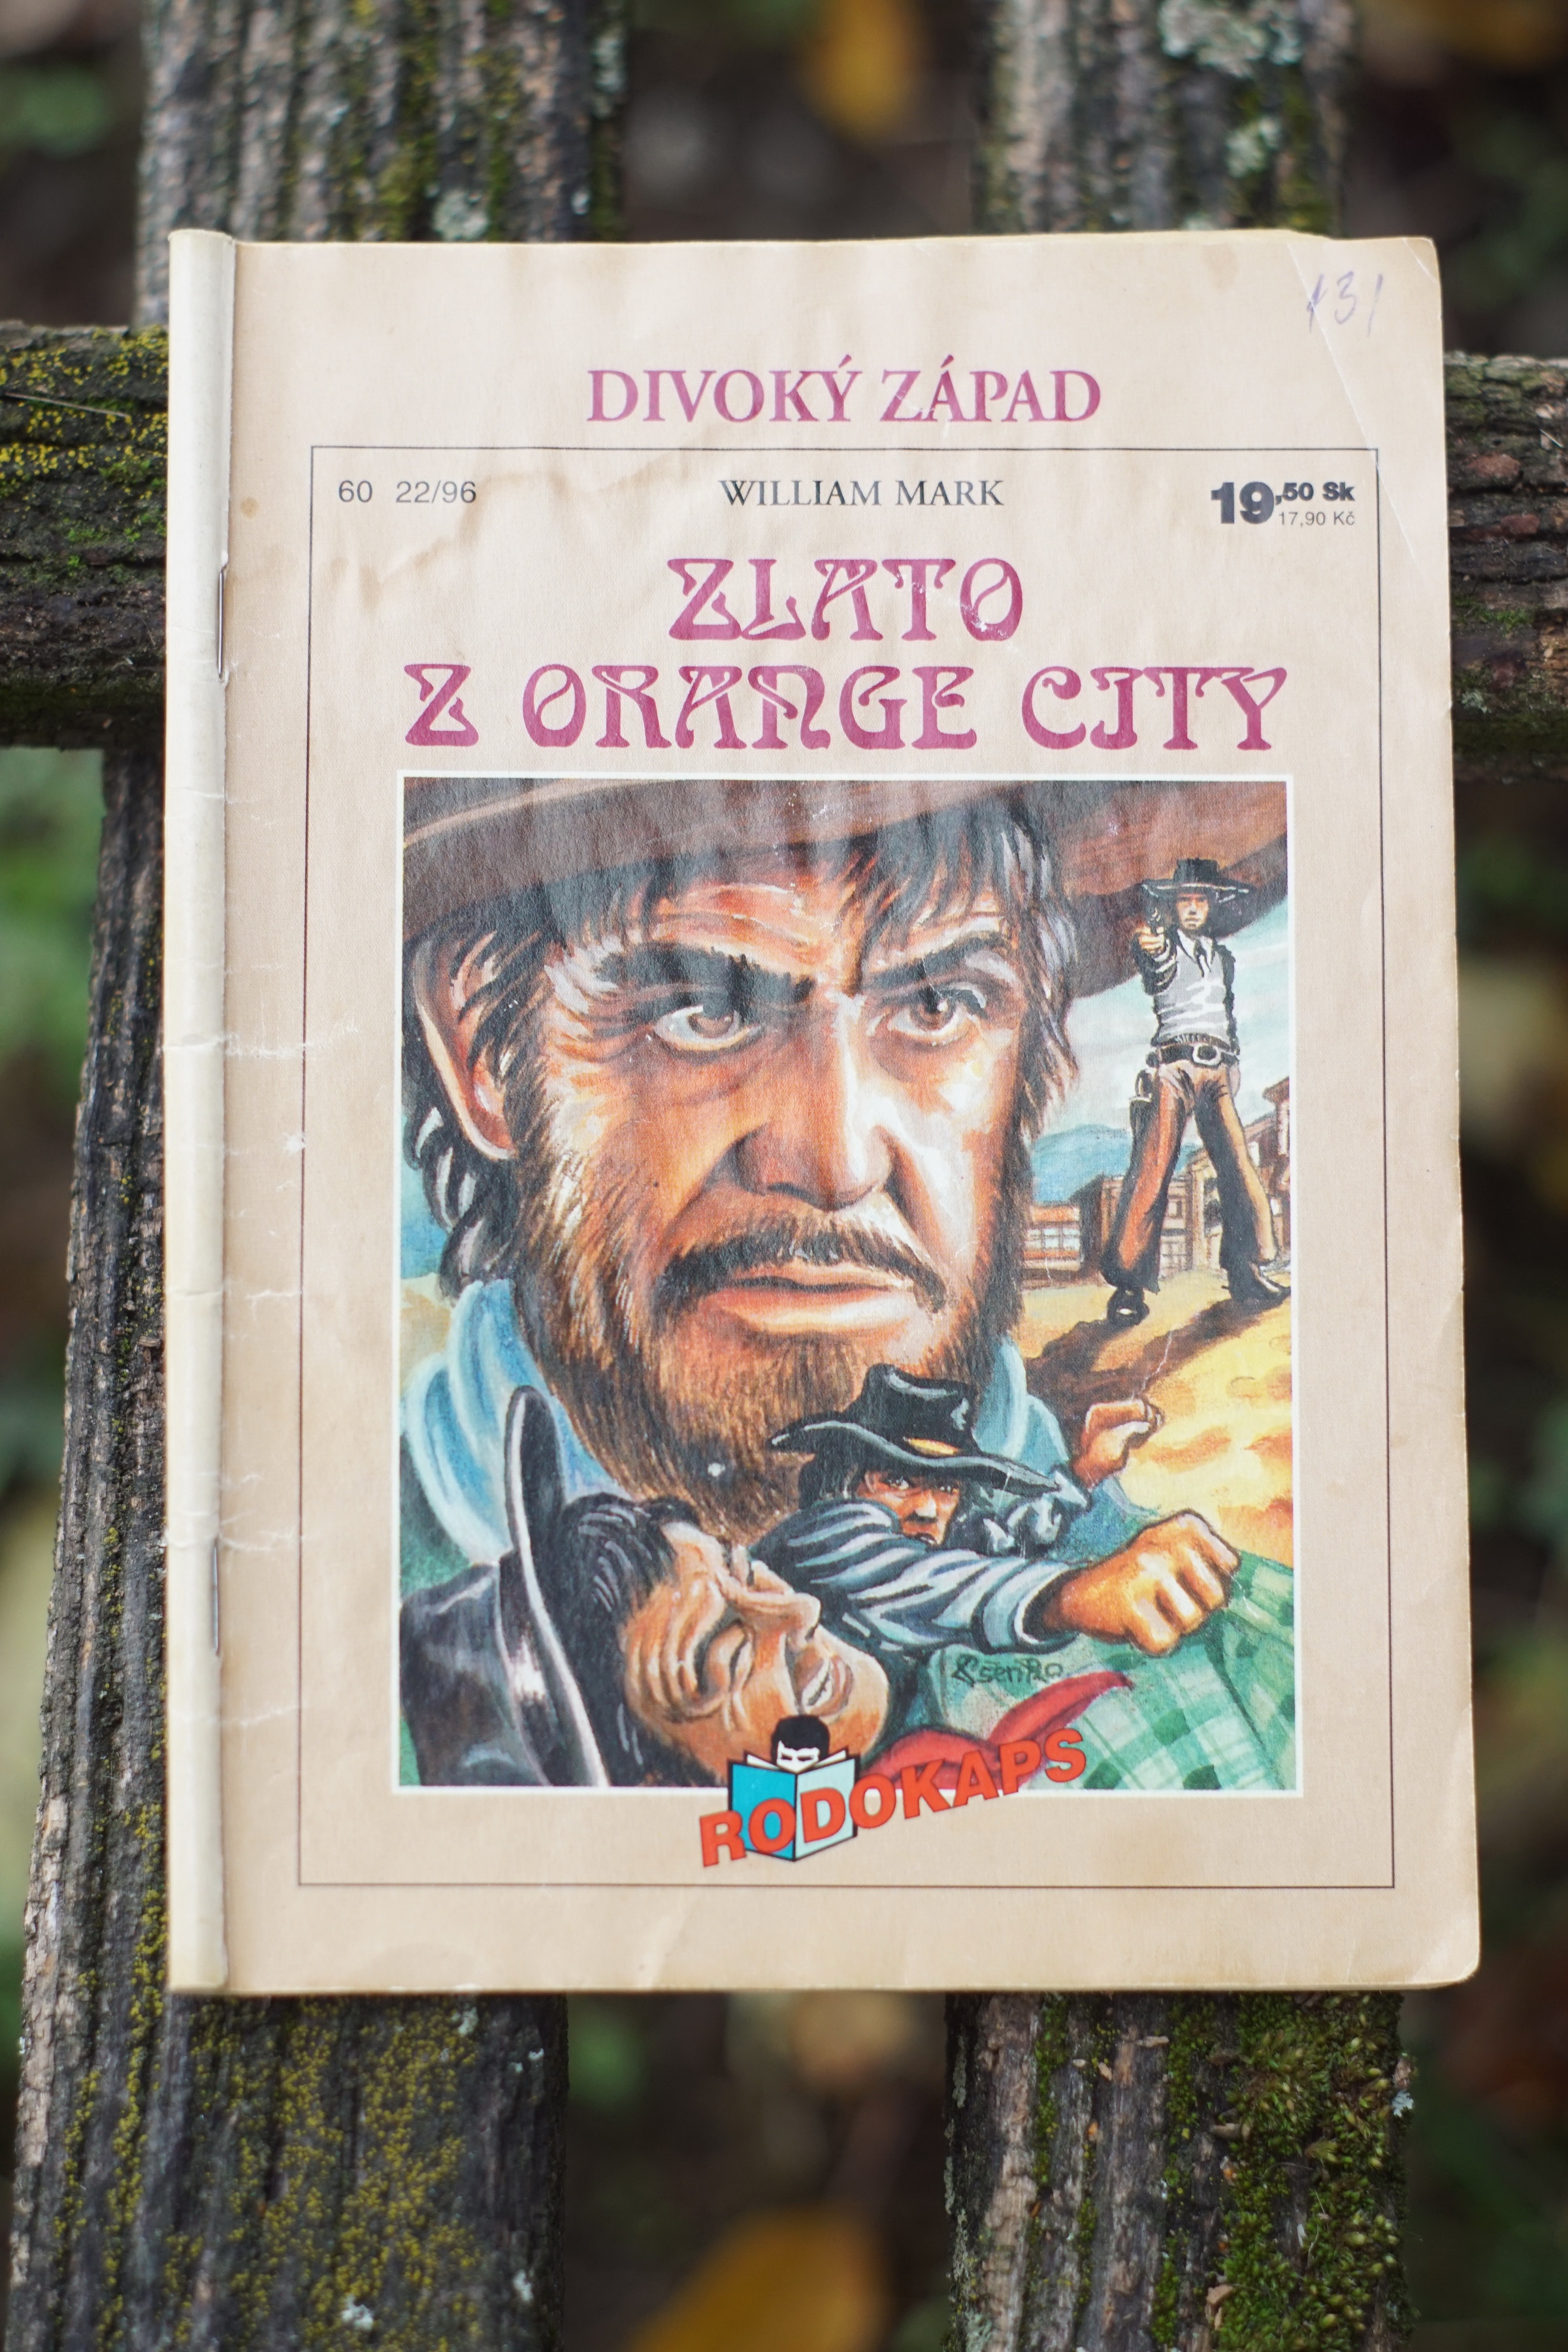 131
DIVOKÝ ZÁPAD
60 22/96
WILLIAM MARK
19,50 Sk
17,90 Kč
ZLATO
Z ORANGE CITY
RODOKAPS